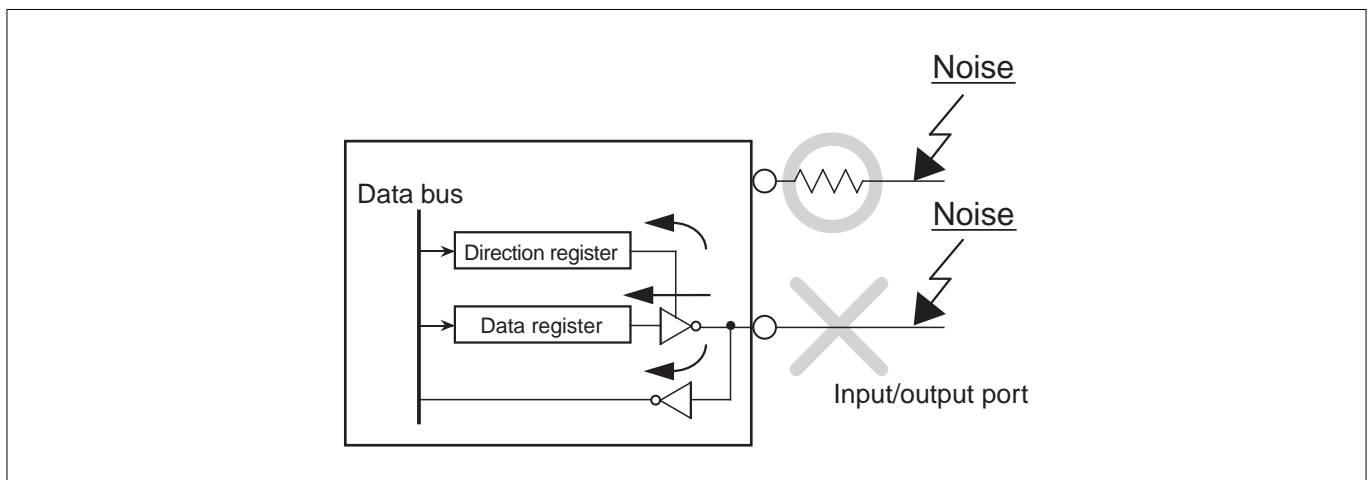 Noise
Data bus
Noise
Direction register
Data register
Input/output port